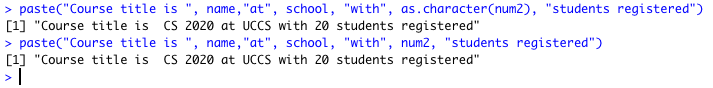 > paste("Course title is ", name,"at", school, "with", as.character(num2), "students registered")
[1] "Course title is  CS 2020 at UCCS with 20 students registered"
> paste("Course title is ", name,"at", school, "with", num2, "students registered")
[1] "Course title is  CS 2020 at UCCS with 20 students registered"
>